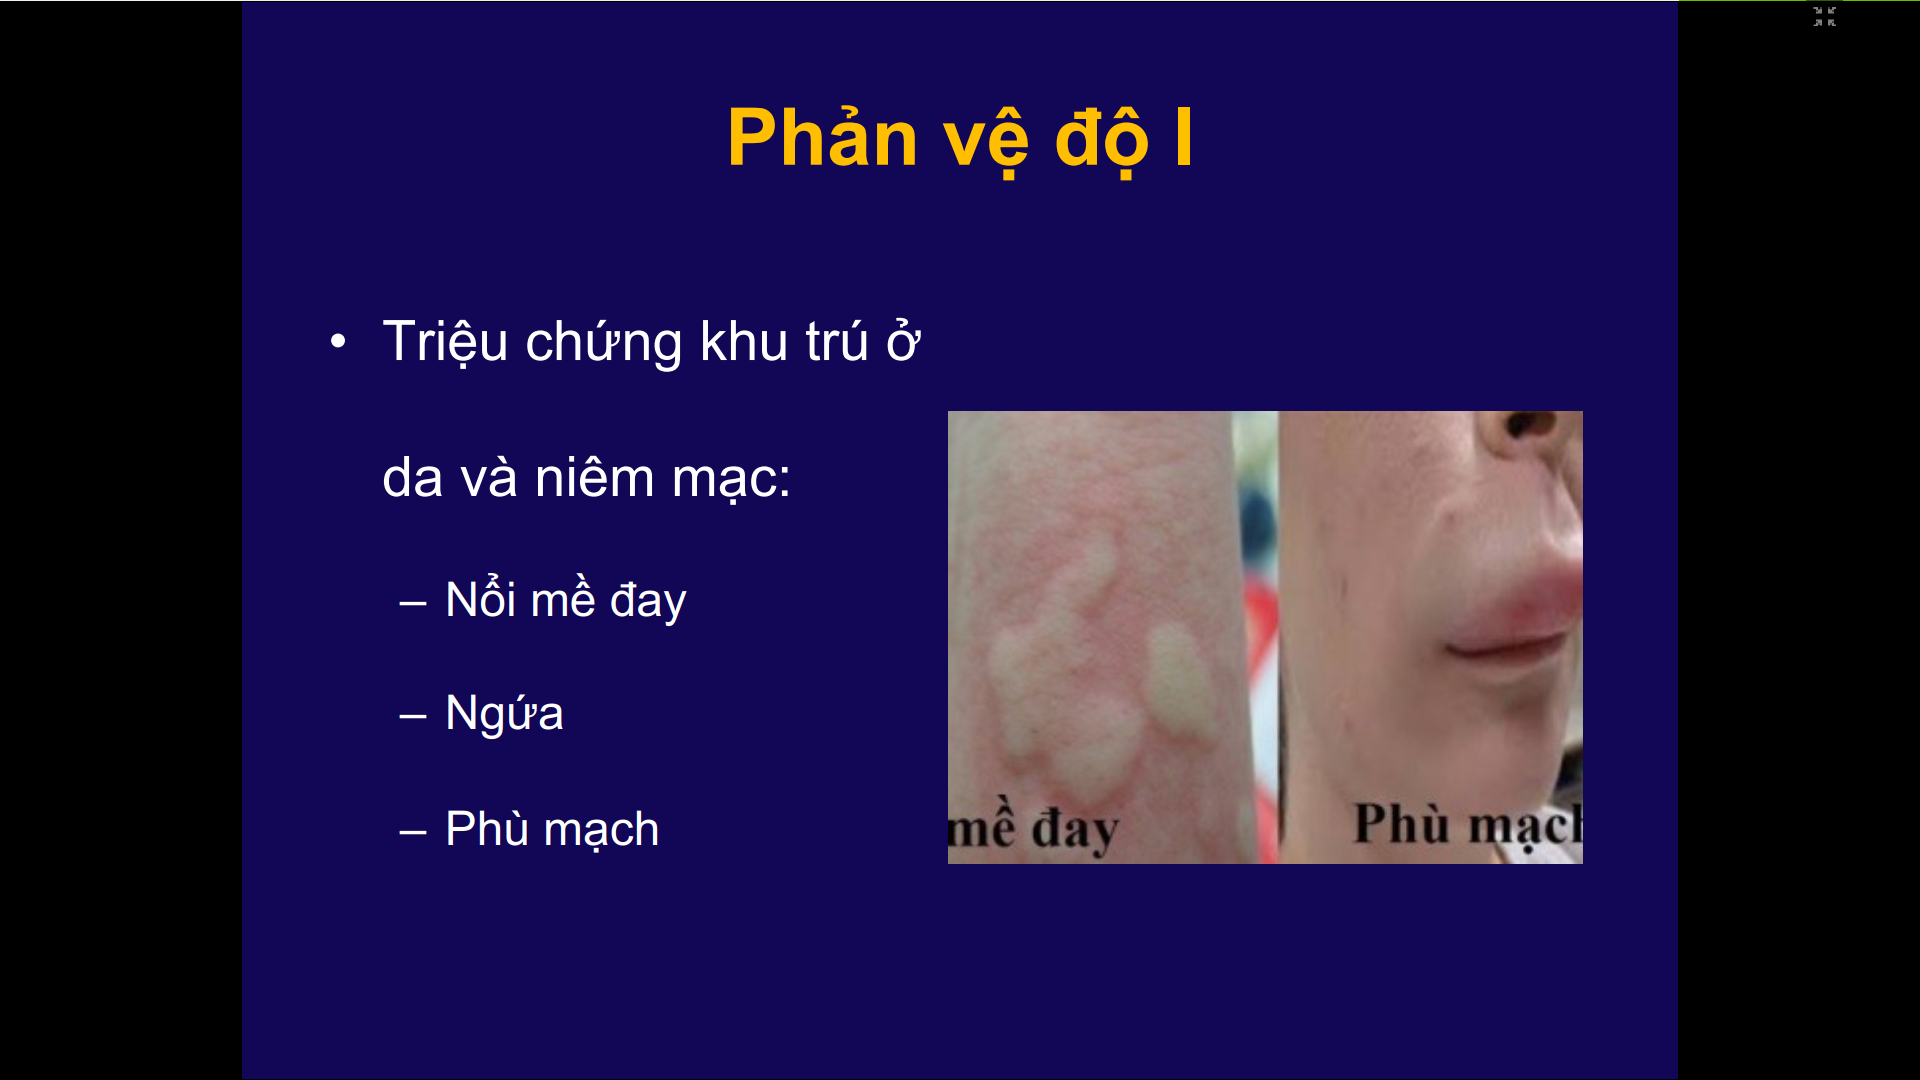 Phản vệ độ I
• Triệu chứng khu trú ở
da và niêm mạc:
– Nổi mề đay
– Ngứa
– Phù mạch
mề đay
Phù mạch